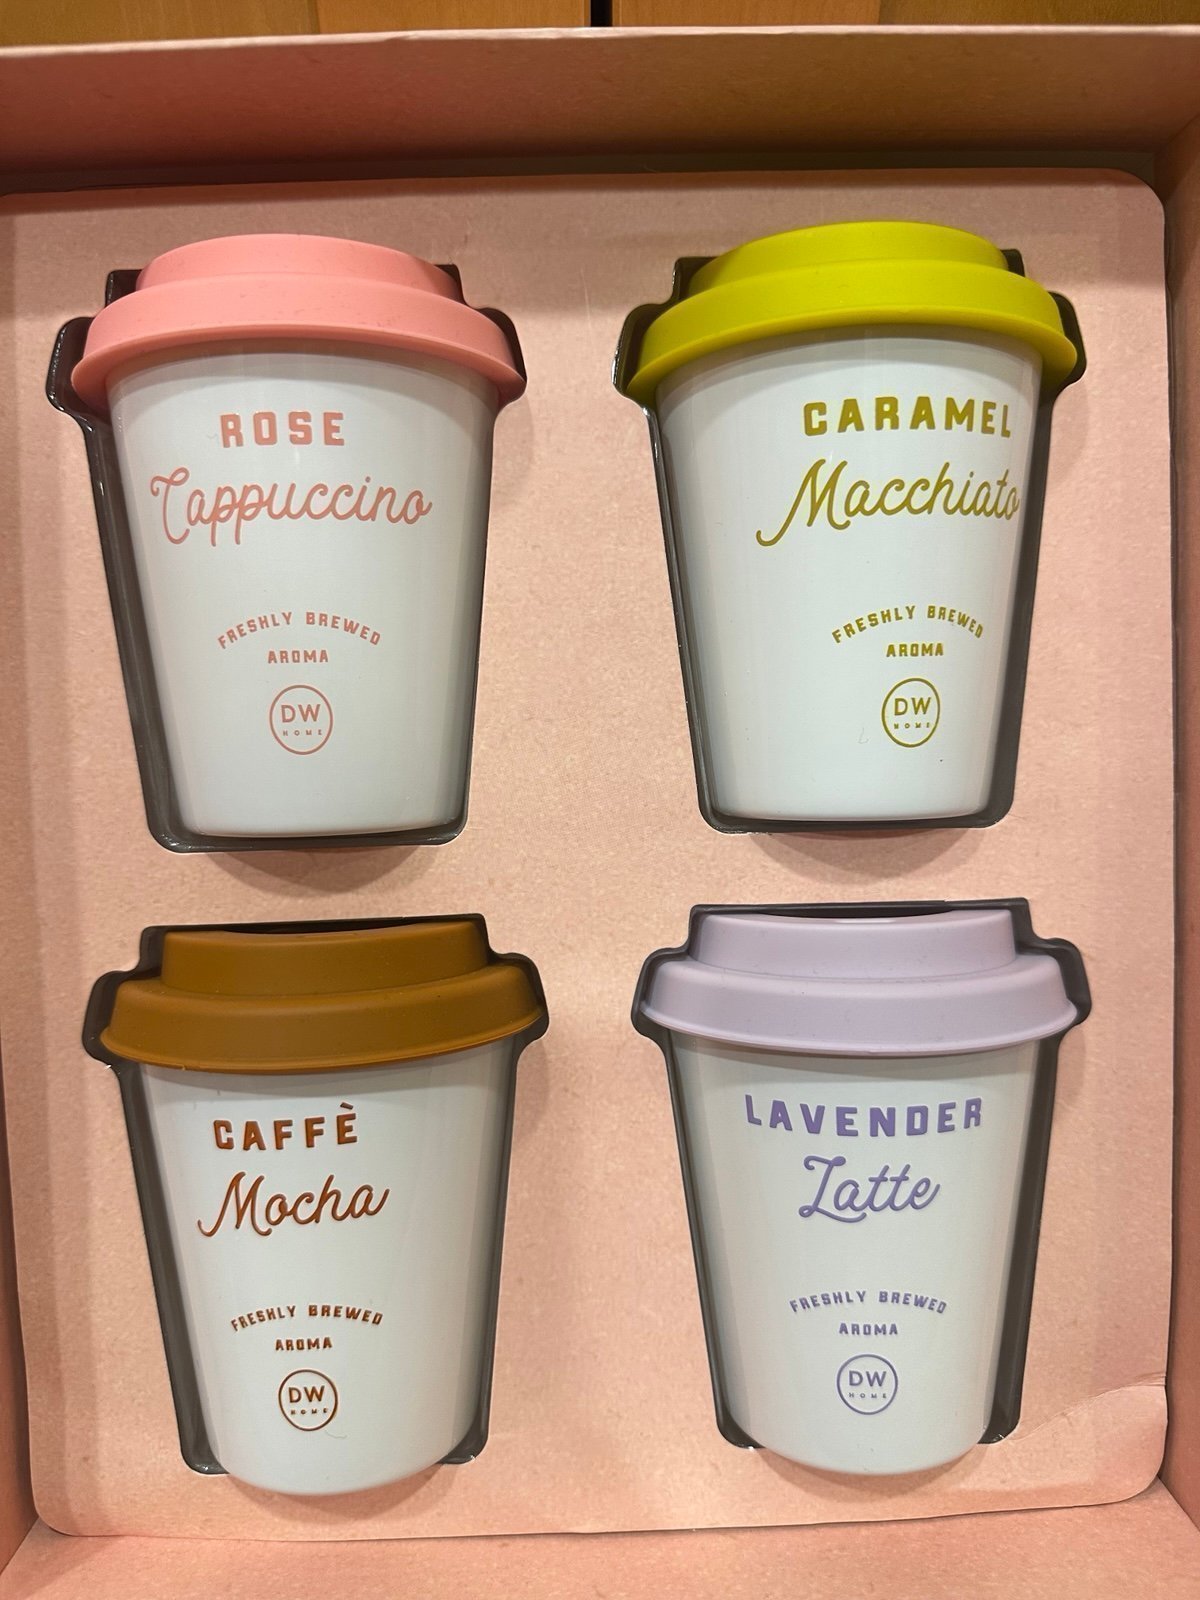 ROSE
Cappuccino
FRESHLY BREWED
AROMA
DW
HOME
CARAMEL
Macchiato
FRESHLY BREWED
AROMA
DW
HOME
CAFFÈ
Mocha
FRESHLY BREWED
AROMA
DW
HOME
LAVENDER
Latte
FRESHLY BREWED
AROMA
DW
HOME